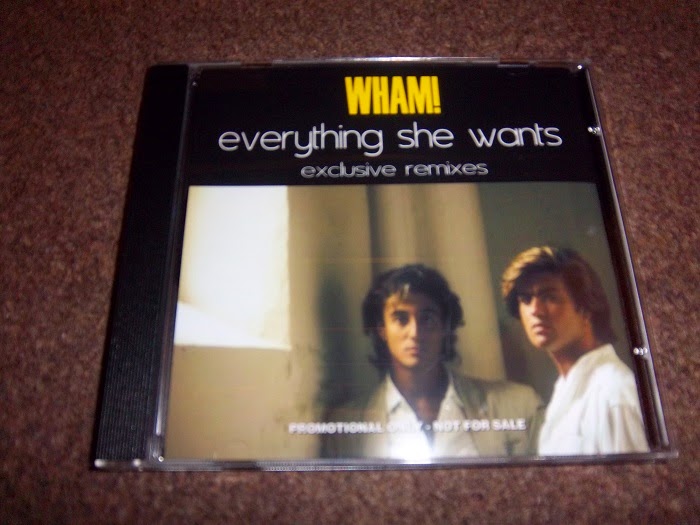 WHAM!
everything she wants
exclusive remixes
PROMOTIONAL ONLY - NOT FOR SALE